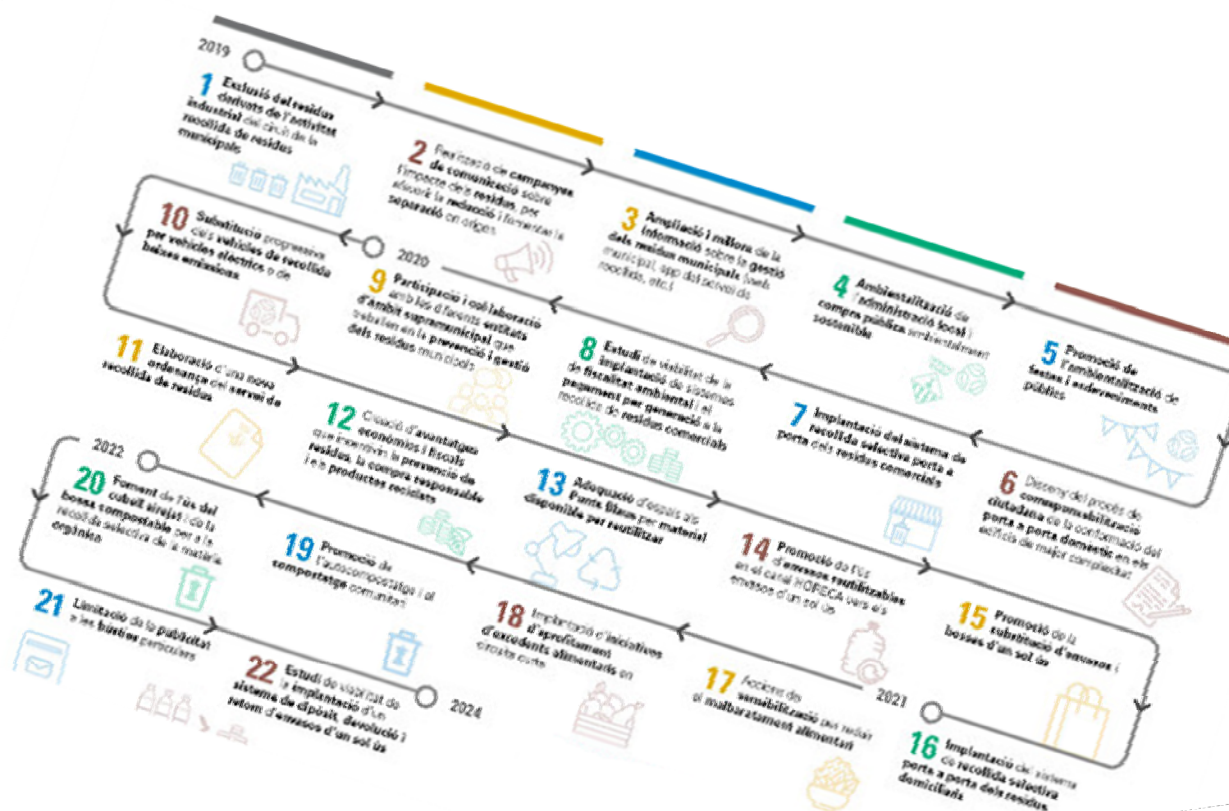 2019
1 Exclusió del residus
derivats de l'activitat
industrial del circuit de la
recollida de residus
municipals
2 Realització de campanyes
de comunicació sobre
l'impacte dels residus, per
afavorir la reducció i fomentar la
separació en origen
3 Ampliació i millora de la
informació sobre la gestió
dels residus municipals (web
municipal, app del servei de
recollida, etc.)
4 Ambientalització de
l'administració local i
compra pública ambientalment
sostenible
5 Promoció de
l'ambientalització de
festes i esdeveniments
públics
6 Disseny del procés de
corresponsabilització
ciutadana de la conformació del
porta a porta domèstic en els
edificis de major complexitat
7 Implantació del sistema de
recollida selectiva porta a
porta dels residus comercials
8 Estudi de viabilitat de la
implantació de sistemes
de fiscalitat ambiental i el
pagament per generació a la
recollida de residus comercials
9 Participació i col·laboració
amb les diferents entitats
d'àmbit supramunicipal que
treballen en la prevenció i gestió
dels residus municipals
2020
10 Substitució progressiva
dels vehicles de recollida
per vehicles elèctrics o de
baixes emissions
11 Elaboració d'una nova
ordenança del servei de
recollida de residus
12 Creació d'avantatges
econòmics i fiscals
que incentivin la prevenció de
residus, la compra responsable
i els productes reciclats
13 Adequació d'espais als
Punts Blaus per material
disponible per reutilitzar
14 Promoció de l'ús
d'envasos reutilitzables
en el canal HORECA vers els
envasos d'un sol ús
15 Promoció de la
substitució d'envasos i
bosses d'un sol ús
2021
16 Implantació del sistema
de recollida selectiva
porta a porta dels residus
domiciliaris
17 Accions de
sensibilització per reduir
el malbaratament alimentari
18 Implantació d'iniciatives
d'aprofitament
d'excedents alimentaris en
circuits curts
19 Promoció de
l'autocompostatge i el
compostatge comunitari
2022
20 Foment de l'ús del
cubell airejat i de la
bossa compostable per a la
recollida selectiva de la matèria
orgànica
21 Limitació de la publicitat
a les bústies particulars
22 Estudi de viabilitat de
la implantació d'un
sistema de dipòsit, devolució i
retorn d'envasos d'un sol ús
2024